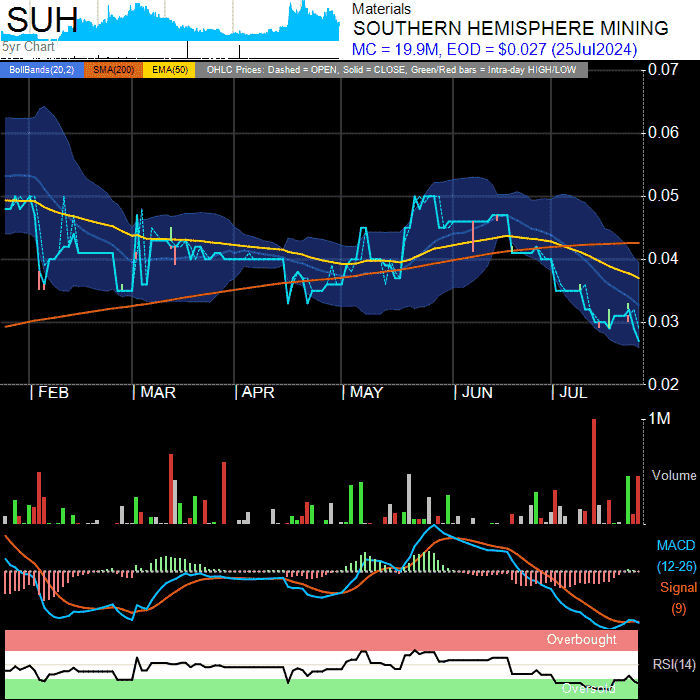 SUH
5yr Chart
Materials
SOUTHERN HEMISPHERE MINING
MC = 19.9M, EOD = $0.027 (25Jul2024)
BollBands(20,2) SMA(200) EMA(50) OHLC Prices: Dashed = OPEN, Solid = CLOSE, Green/Red bars = Intra-day HIGH/LOW
0.07
0.06
0.05
0.04
0.03
0.02
FEB MAR APR MAY JUN JUL
1M
Volume
MACD
(12-26)
Signal
(9)
Overbought
RSI(14)
Oversold